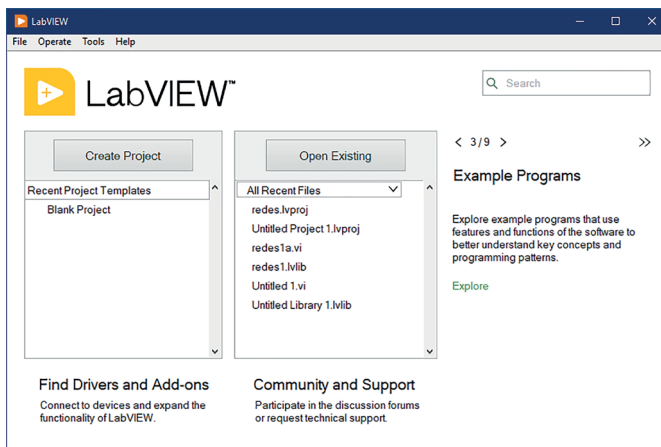 LabVIEW
File Operate Tools Help
LabVIEW™
Search
Create Project
Recent Project Templates
Blank Project
Open Existing
All Recent Files
redes.lvproj
Untitled Project 1.lvproj
redes1a.vi
redes1.lvlib
Untitled 1.vi
Untitled Library 1.lvlib
3/9
Example Programs
Explore example programs that use
features and functions of the software to
better understand key concepts and
programming patterns.
Explore
Find Drivers and Add-ons
Connect to devices and expand the
functionality of LabVIEW.
Community and Support
Participate in the discussion forums
or request technical support.